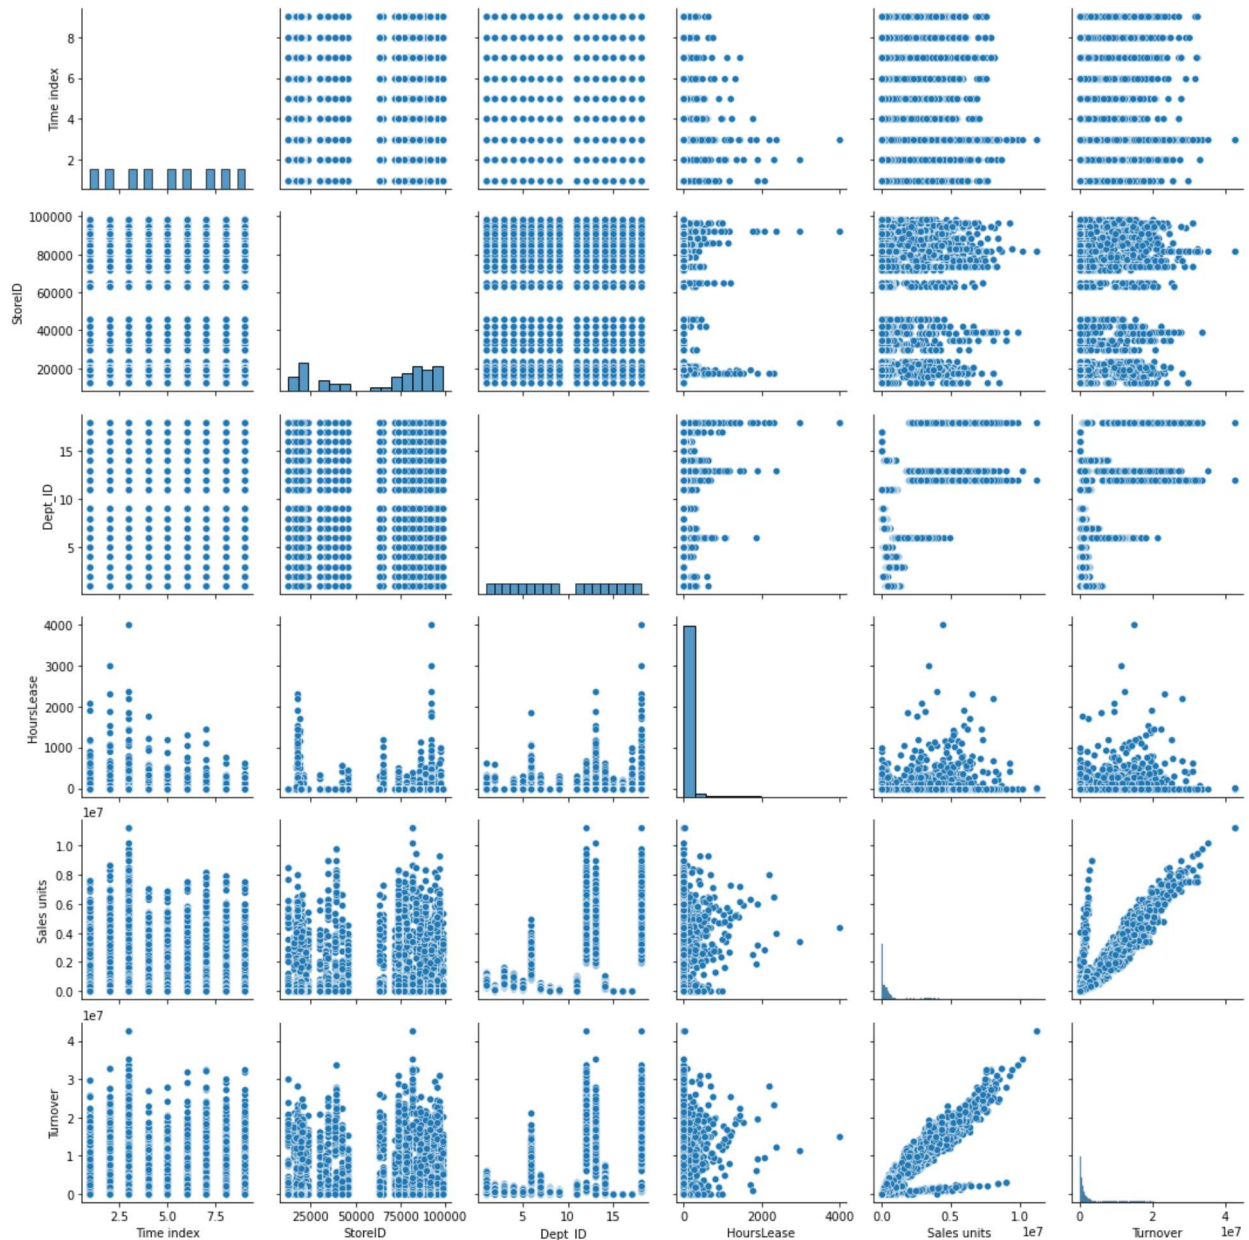 8
6
4
2
Time index
100000
80000
60000
40000
20000
StoreID
15
10
5
Dept_ID
4000
3000
2000
1000
0
HoursLease
1e7
1.0
0.8
0.6
0.4
0.2
0.0
Sales units
1e7
4
3
2
1
0
Turnover
2.5 5.0 7.5
Time index
25000 50000 75000 100000
StoreID
5 10 15
Dept_ID
0 2000 4000
HoursLease
0.0 0.5 1.0
1e7
Sales units
0 2 4
1e7
Turnover